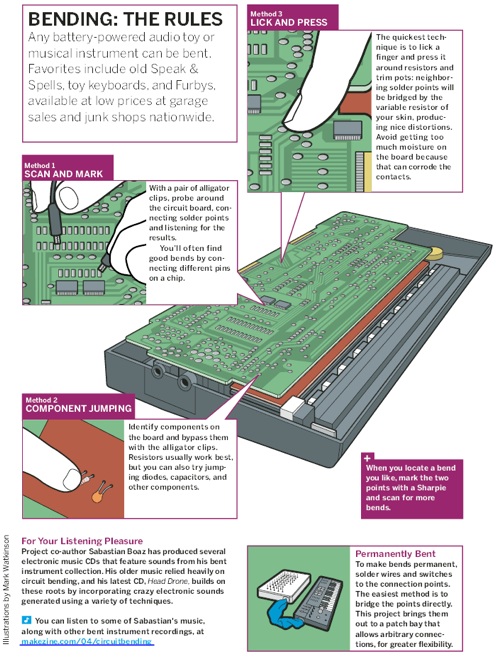 BENDING: THE RULES
Any battery-powered audio toy or
musical instrument can be bent.
Favorites include old Speak &
Spells, toy keyboards, and Furbys,
available at low prices at garage
sales and junk shops nationwide.
Method 3
LICK AND PRESS
The quickest tech-
nique is to lick a
finger and press it
around resistors and
trim pots: neighbor-
ing solder points will
be bridged by the
variable resistor of
your skin, produc-
ing nice distortions.
Avoid getting too
much moisture on
the board because
that can corrode the
contacts.
Method 1
SCAN AND MARK
With a pair of alligator
clips, probe around
the circuit board, con-
necting solder points
and listening for the
results.
You'll often find
good bends by con-
necting different pins
on a chip.
Method 2
COMPONENT JUMPING
Identify components on
the board and bypass them
with the alligator clips.
Resistors usually work best,
but you can also try jump-
ing diodes, capacitors, and
other components.
+
When you locate a bend
you like, mark the two
points with a Sharpie
and scan for more
bends.
For Your Listening Pleasure
Project co-author Sabastian Boaz has produced several
electronic music CDs that feature sounds from his bent
instrument collection. His older music relied heavily on
circuit bending, and his latest CD, Head Drone, builds on
these roots by incorporating crazy electronic sounds
generated using a variety of techniques.
You can listen to some of Sabastian's music,
along with other bent instrument recordings, at
makezine.com/04/circuitbending
Permanently Bent
To make bends permanent,
solder wires and switches
to the connection points.
The easiest method is to
bridge the points directly.
This project brings them
out to a patch bay that
allows arbitrary connec-
tions, for greater flexibility.
Illustrations by Mark Watkinson